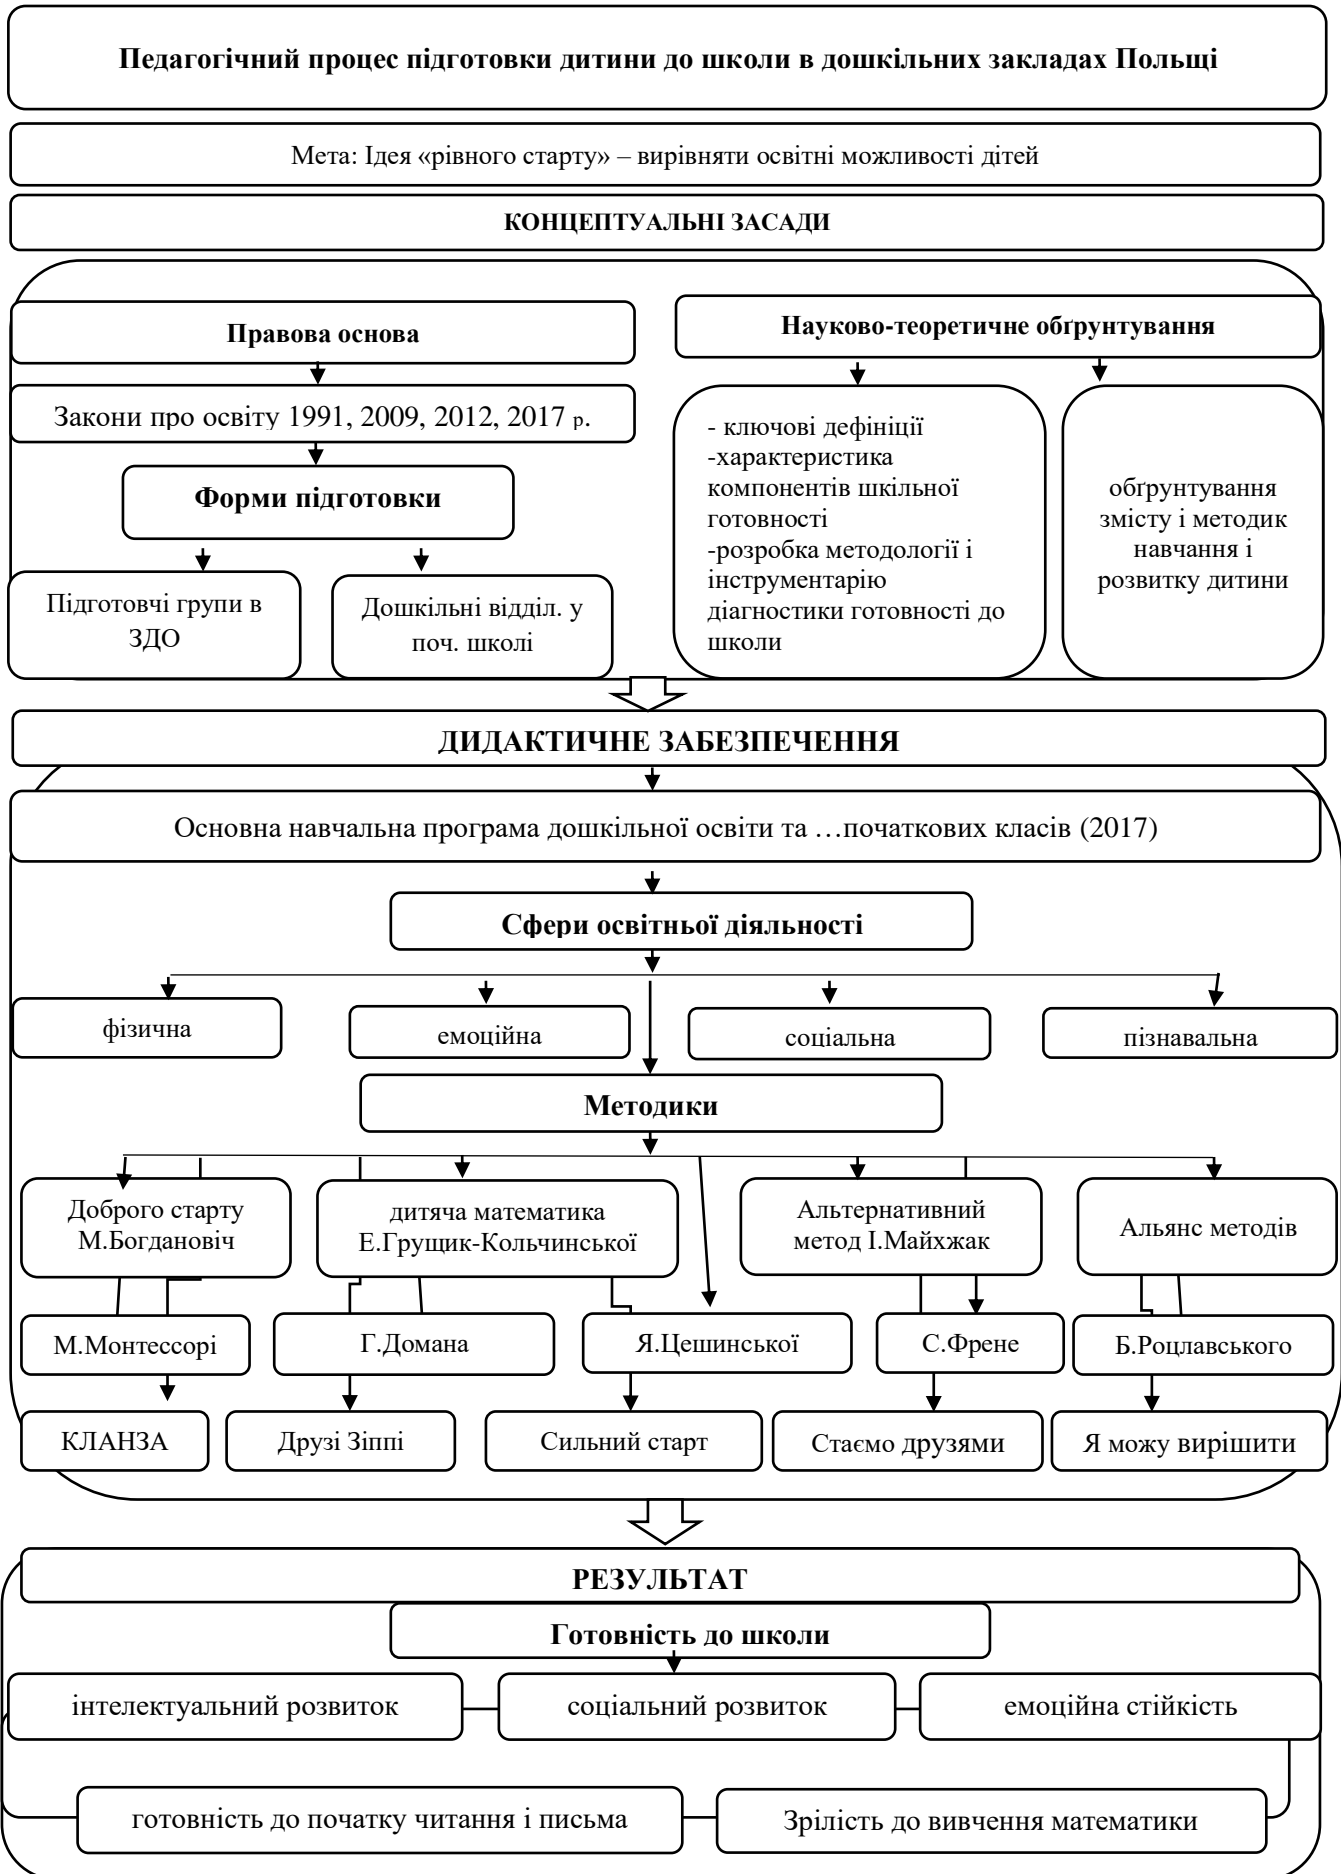 Педагогічний процес підготовки дитини до школи в дошкільних закладах Польщі
Мета: Ідея «рівного старту» – вирівняти освітні можливості дітей
КОНЦЕПТУАЛЬНІ ЗАСАДИ
Правова основа
Закони про освіту 1991, 2009, 2012, 2017 р.
Форми підготовки
Підготовчі групи в
ЗДО
Дошкільні відділ. у
поч. школі
Науково-теоретичне обґрунтування
- ключові дефініції
-характеристика
компонентів шкільної
готовності
-розробка методології і
інструментарію
діагностики готовності до
школи
обґрунтування
змісту і методик
навчання і
розвитку дитини
ДИДАКТИЧНЕ ЗАБЕЗПЕЧЕННЯ
Основна навчальна програма дошкільної освіти та …початкових класів (2017)
Сфери освітньої діяльності
фізична
емоційна
соціальна
пізнавальна
Методики
Доброго старту
М.Богдановіч
дитяча математика
Е.Грущик-Кольчинської
Альтернативний
метод І.Майхжак
Альянс методів
М.Монтессорі
Г.Домана
Я.Цешинської
С.Френе
Б.Роцлавського
КЛАНЗА
Друзі Зіппі
Сильний старт
Стаємо друзями
Я можу вирішити
РЕЗУЛЬТАТ
Готовність до школи
інтелектуальний розвиток
соціальний розвиток
емоційна стійкість
готовність до початку читання і письма
Зрілість до вивчення математики